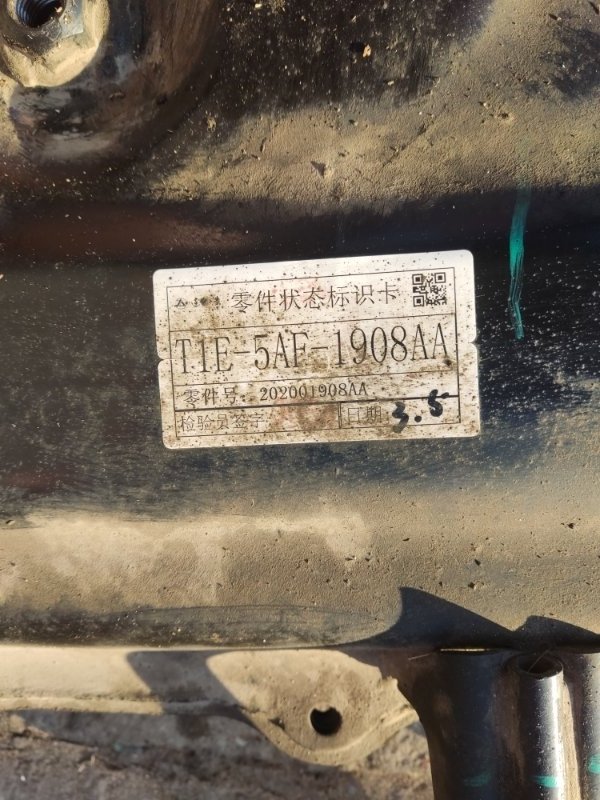 零件状态标识卡
T1E-5AF-1908AA
零件号: 202001908AA
检验员签字
日期 3.5